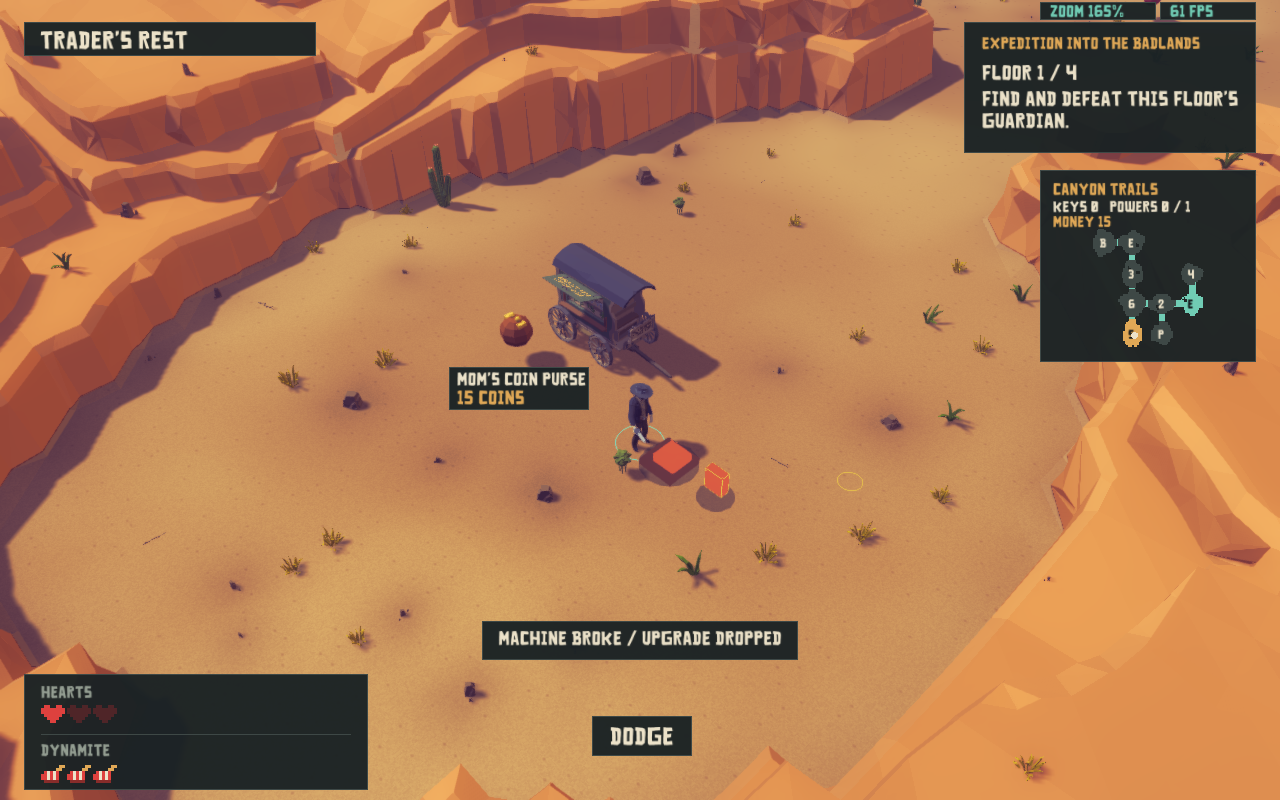 ZOOM 165%
61 FPS
TRADER'S REST
EXPEDITION INTO THE BADLANDS
FLOOR 1 / 4
FIND AND DEFEAT THIS FLOOR'S
GUARDIAN.
CANYON TRAILS
KEYS 0 POWERS 0 / 1
MONEY 15
B E
3 4
6 2 E
P
MOM'S COIN PURSE
15 COINS
MACHINE BROKE / UPGRADE DROPPED
DODGE
HEARTS
DYNAMITE